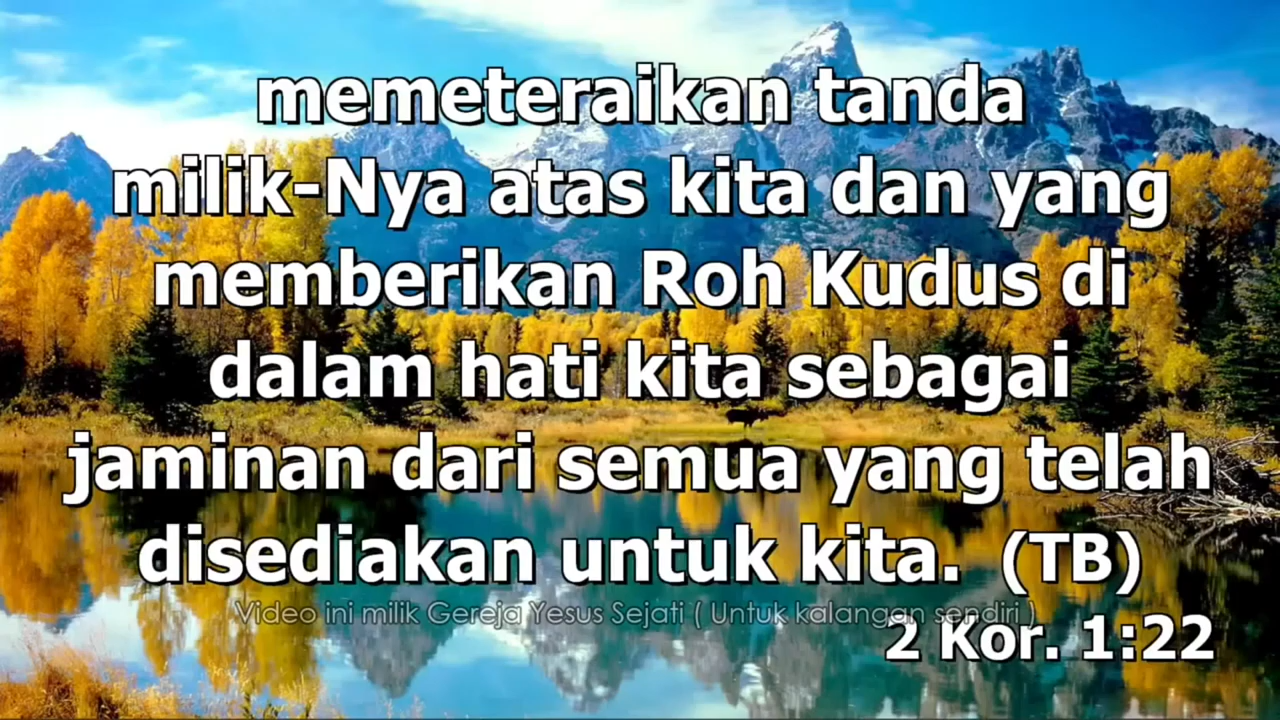 memeteraikan tanda
milik-Nya atas kita dan yang
memberikan Roh Kudus di
dalam hati kita sebagai
jaminan dari semua yang telah
disediakan untuk kita. (TB)
Video ini milik Gereja Yesus Sejati ( Untuk kalangan sendiri )
2 Kor. 1:22